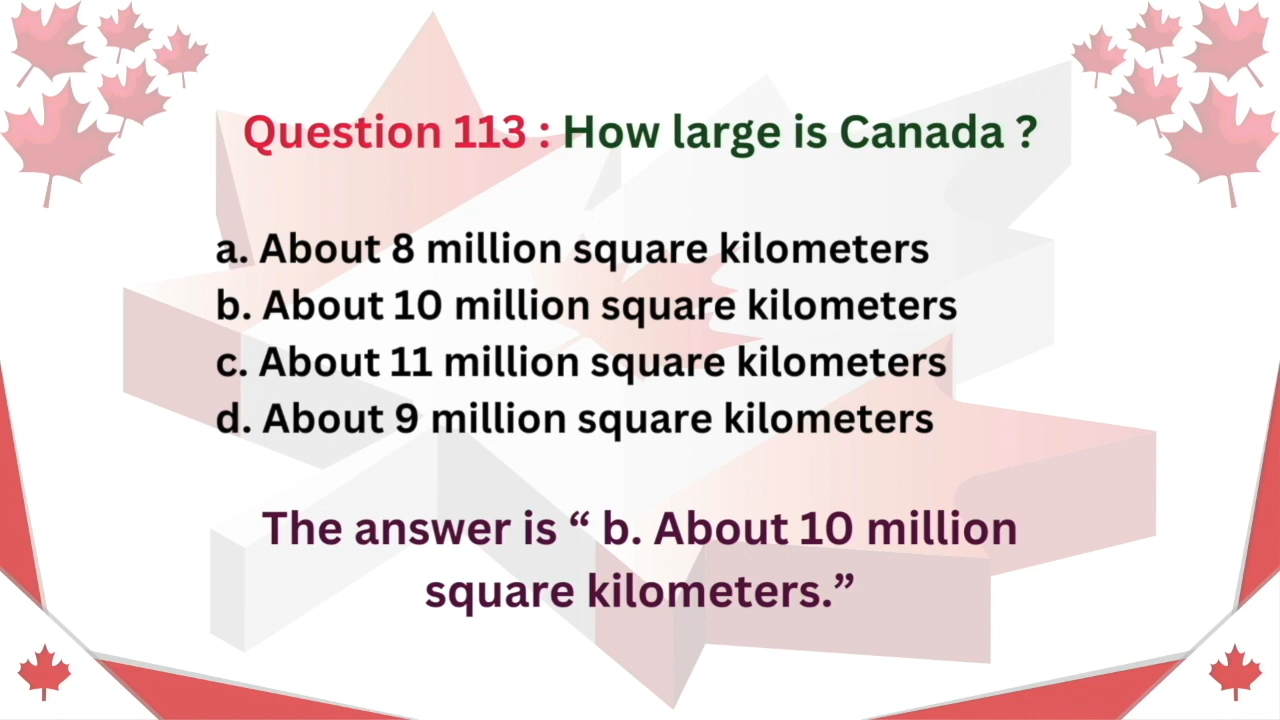 Question 113 : How large is Canada ?
a. About 8 million square kilometers
b. About 10 million square kilometers
c. About 11 million square kilometers
d. About 9 million square kilometers
The answer is “ b. About 10 million
square kilometers.”